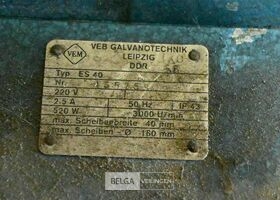 VEM
VEB GALVANOTECHNIK
LEIPZIG
DDR
Typ ES 40
Nr.
220 V
2.5 A 50 Hz IP 43
520 W 3000 U/min
max. Scheibenbreite 40 mm
max. Scheiben - Ø 160 mm
BELGA